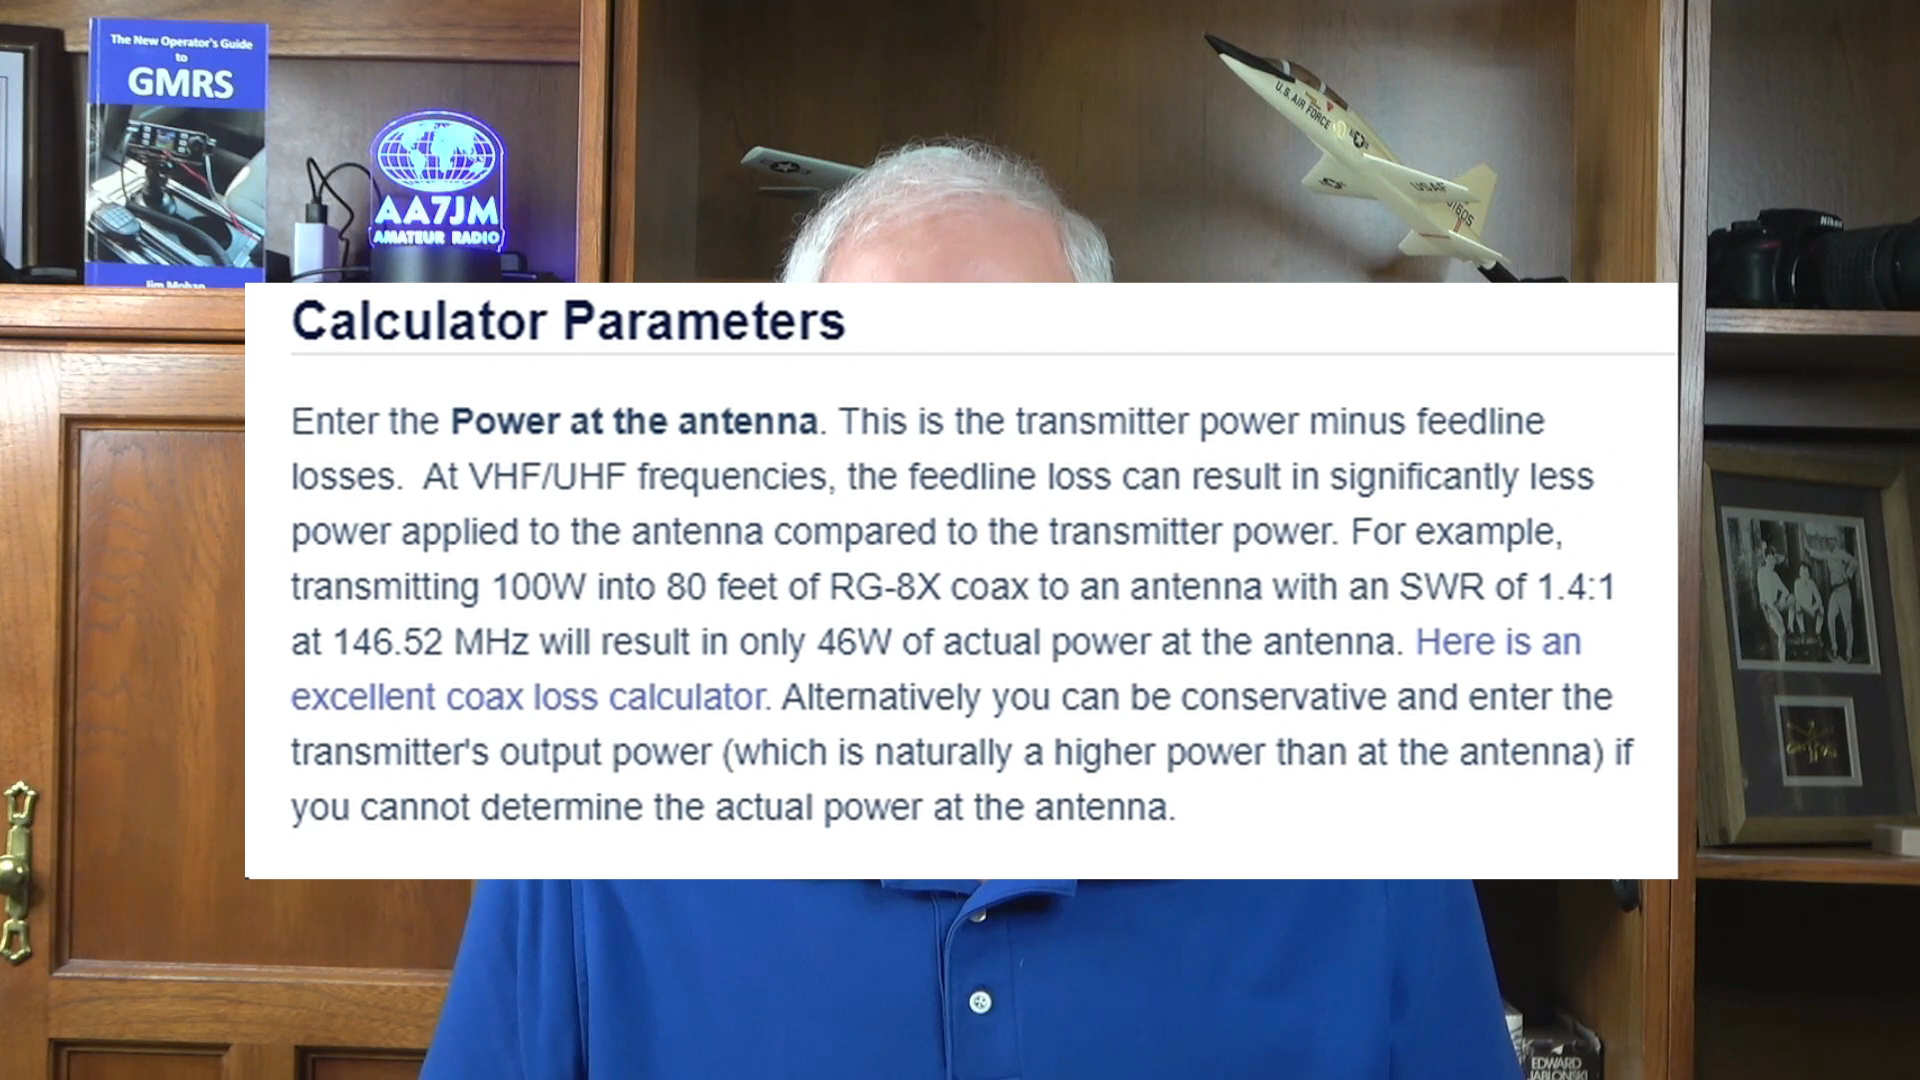 The New Operator's Guide
to
GMRS
Jim Mohan
AA7JM
AMATEUR RADIO
U.S. AIR FORCE
USAF
Nikon
Calculator Parameters
Enter the Power at the antenna. This is the transmitter power minus feedline
losses. At VHF/UHF frequencies, the feedline loss can result in significantly less
power applied to the antenna compared to the transmitter power. For example,
transmitting 100W into 80 feet of RG-8X coax to an antenna with an SWR of 1.4:1
at 146.52 MHz will result in only 46W of actual power at the antenna. Here is an
excellent coax loss calculator. Alternatively you can be conservative and enter the
transmitter's output power (which is naturally a higher power than at the antenna) if
you cannot determine the actual power at the antenna.
EDWARD
JABLONSKI